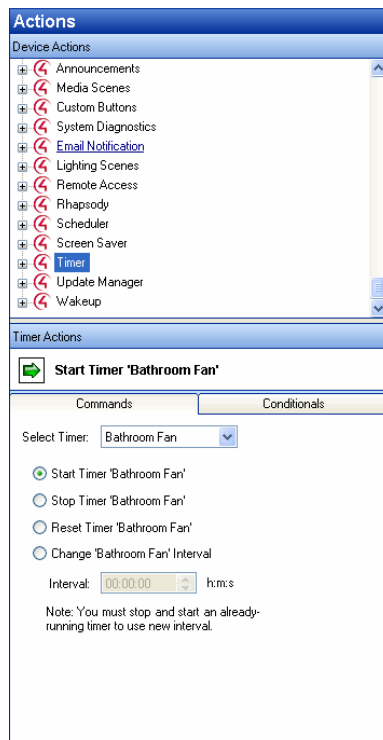 Actions
Device Actions
Announcements
Media Scenes
Custom Buttons
System Diagnostics
Email Notification
Lighting Scenes
Remote Access
Rhapsody
Scheduler
Screen Saver
Timer
Update Manager
Wakeup
Timer Actions
Start Timer 'Bathroom Fan'
Commands Conditionals
Select Timer: Bathroom Fan
Start Timer 'Bathroom Fan'
Stop Timer 'Bathroom Fan'
Reset Timer 'Bathroom Fan'
Change 'Bathroom Fan' Interval
Interval: 00:00:00 h:m:s
Note: You must stop and start an already-
running timer to use new interval.